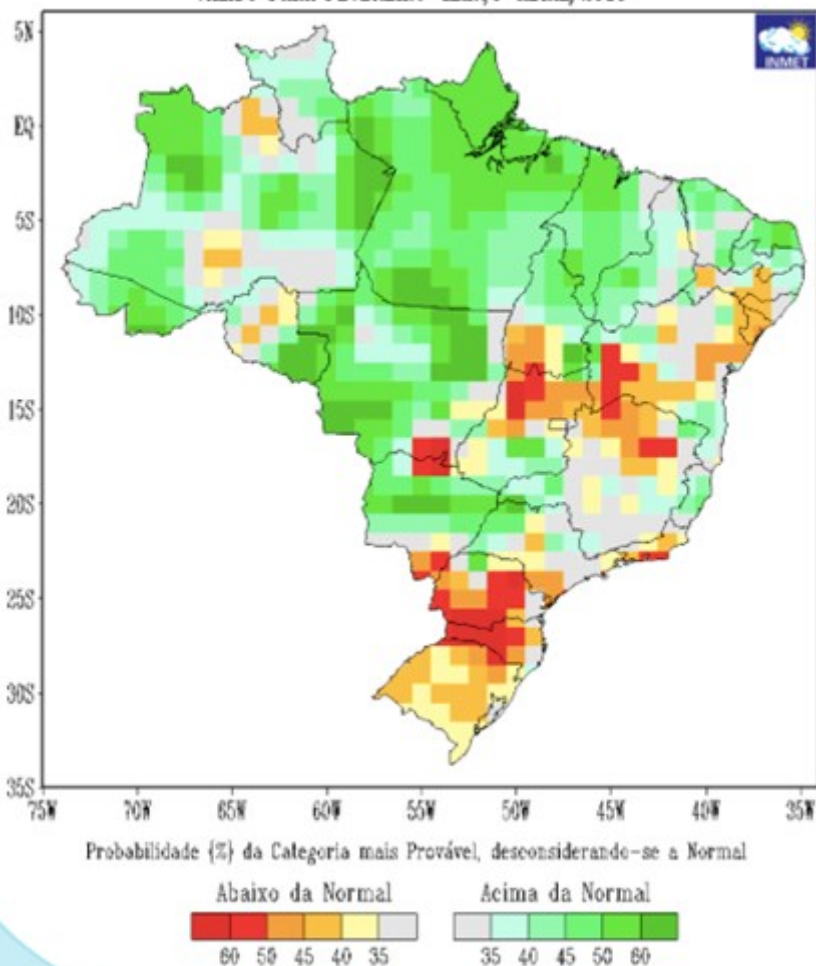 INMET
5N
EQ
5S
10S
15S
20S
25S
30S
35S
75W 70W 65W 60W 55W 50W 45W 40W 35W
Probabilidade (%) da Categoria mais Provável, desconsiderando-se a Normal
Abaixo da Normal Acima da Normal
60 50 45 40 35 35 40 45 50 60